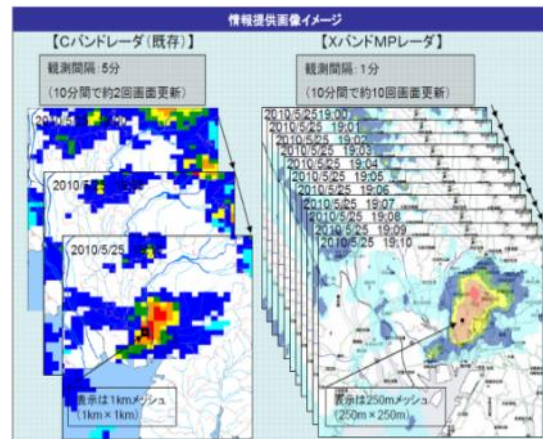 情報提供画像イメージ
【Cバンドレーダ(既存)】
観測間隔:5分
(10分間で約2回画面更新)
2010/5/25
2010/5/25
2010/5/25
表示は1kmメッシュ
(1km×1km)
【XバンドMPレーダ】
観測間隔:1分
(10分間で約10回画面更新)
2010/5/25 19:00
2010/5/25 19:01
2010/5/25 19:02
2010/5/25 19:03
2010/5/25 19:04
2010/5/25 19:05
2010/5/25 19:06
2010/5/25 19:07
2010/5/25 19:08
2010/5/25 19:09
2010/5/25 19:10
表示は250mメッシュ
(250m×250m)